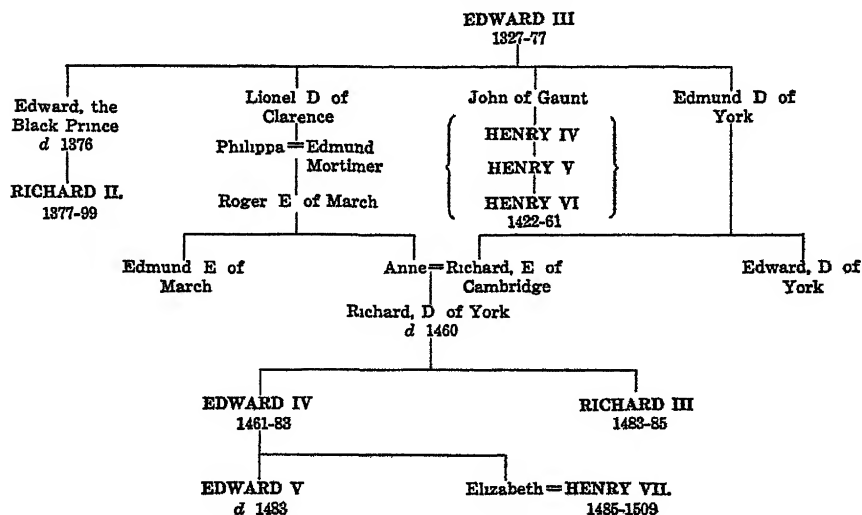 EDWARD III
1327-77
Edward, the
Black Prince
d 1376
RICHARD II.
1377-99
Lionel D of
Clarence
Philippa = Edmund
Mortimer
Roger E of March
John of Gaunt
HENRY IV
HENRY V
HENRY VI
1422-61
Edmund D of
York
Edmund E of
March
Anne = Richard, E of
Cambridge
Edward, D of
York
Richard, D of York
d 1460
EDWARD IV
1461-83
RICHARD III
1483-85
EDWARD V
d 1483
Elizabeth = HENRY VII.
1485-1509